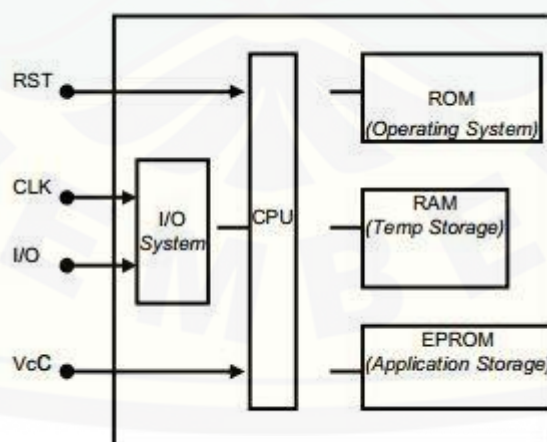 RST
CLK
I/O
VcC
I/O
System
CPU
ROM
(Operating System)
RAM
(Temp Storage)
EPROM
(Application Storage)